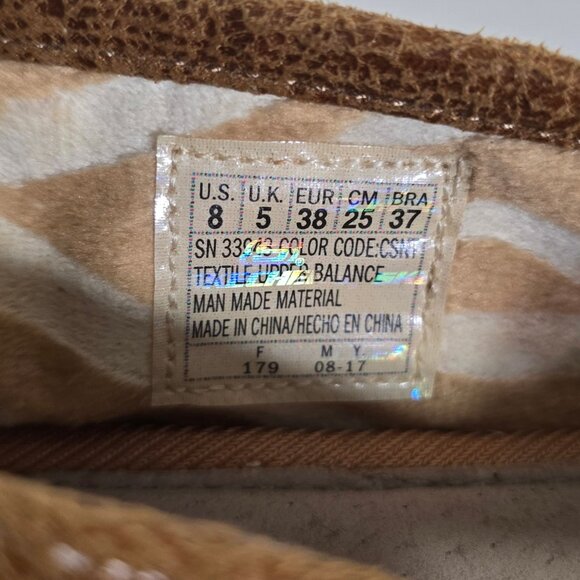 U.S. U.K. EUR CM BRA
8 5 38 25 37
SN COLOR CODE:CSNT
TEXTILE UPPER BALANCE
MAN MADE MATERIAL
MADE IN CHINA/HECHO EN CHINA
F M Y
179 08-17